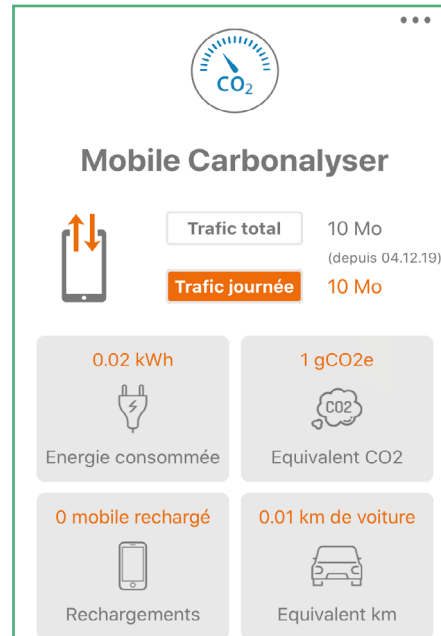 CO2
Mobile Carbonalyser
Trafic total 10 Mo
(depuis 04.12.19)
Trafic journée 10 Mo
0.02 kWh 1 gCO2e
CO2
Energie consommée Equivalent CO2
0 mobile rechargé 0.01 km de voiture
Rechargements Equivalent km